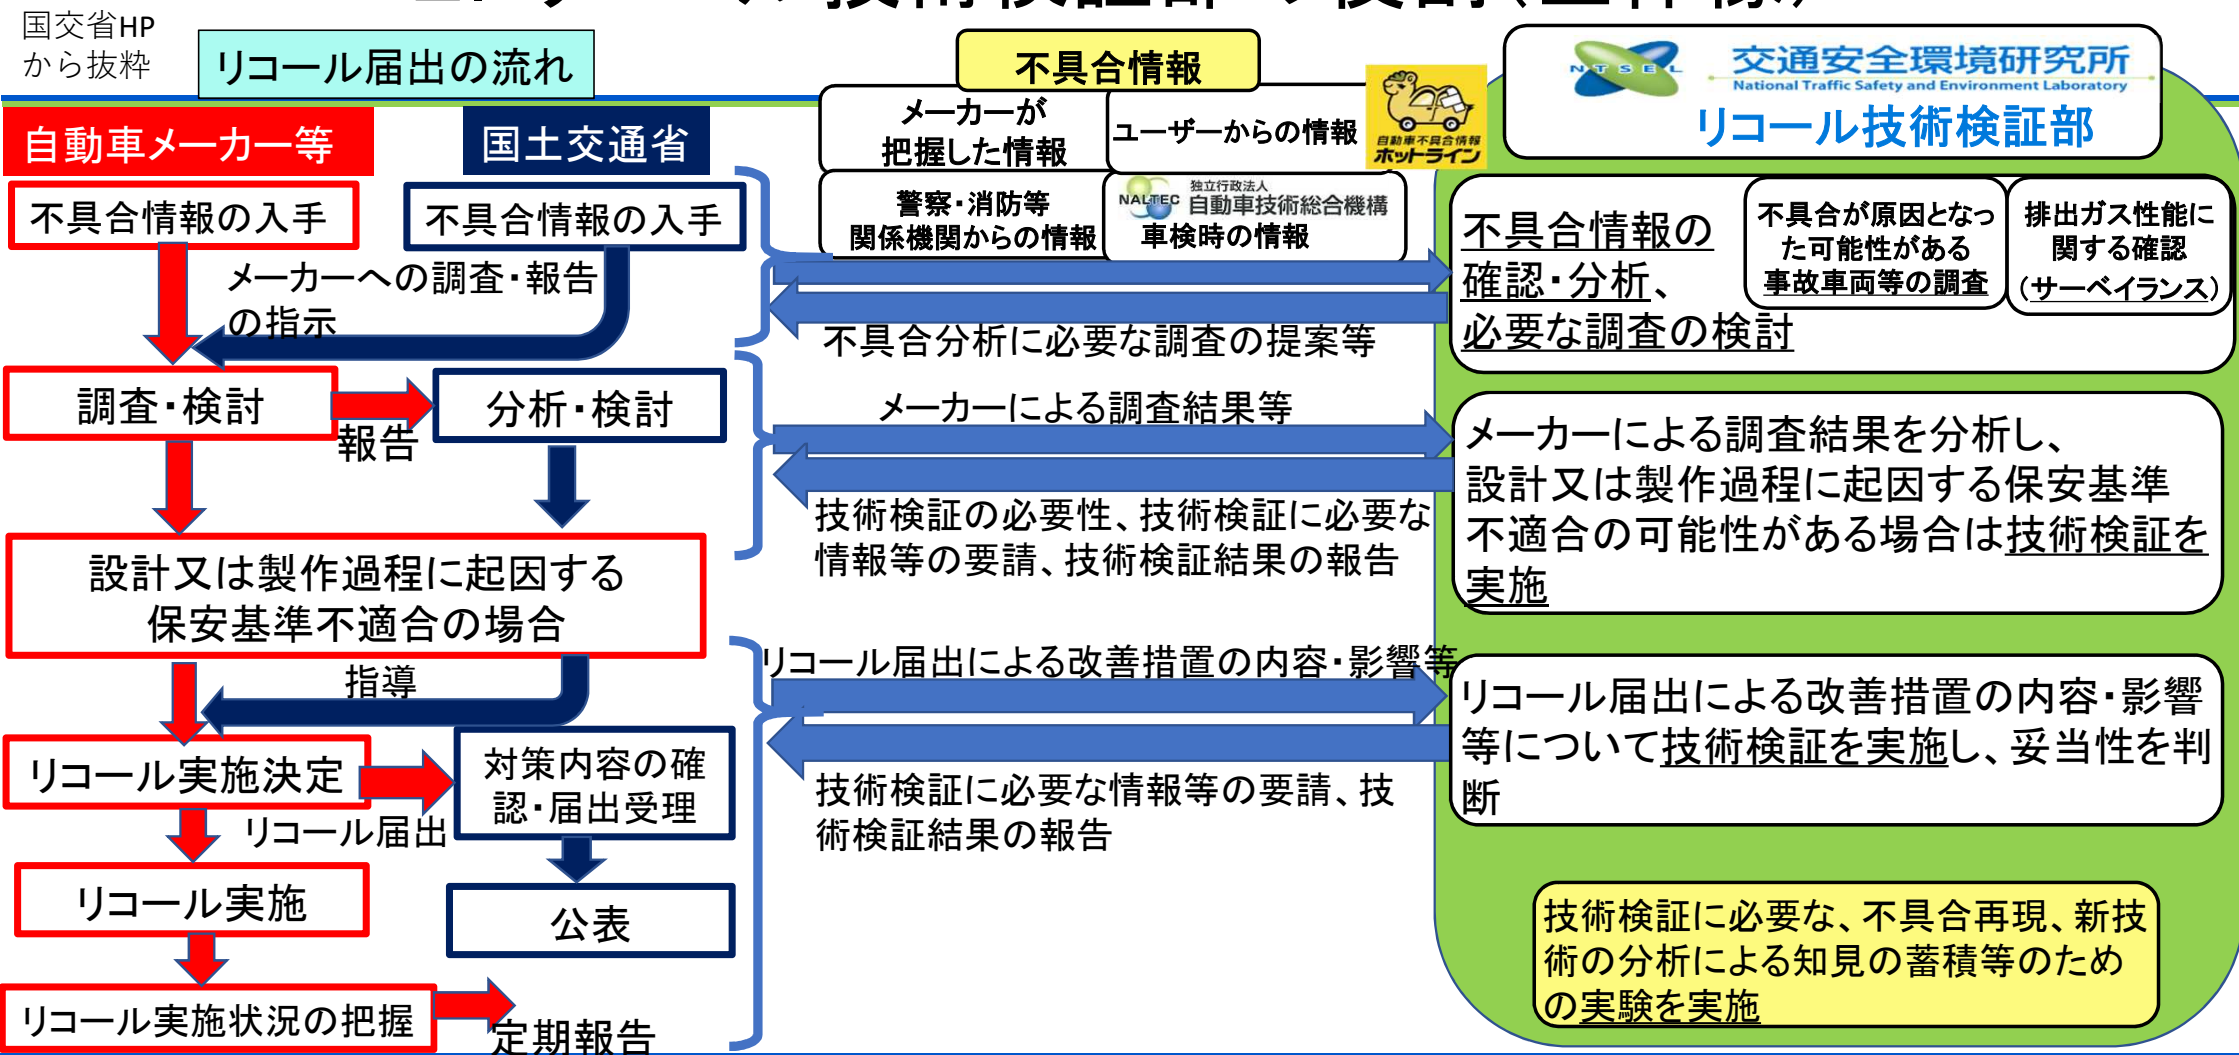 リコール技術検証部の役割(全体像)
国交省HP
から抜粋
リコール届出の流れ
自動車メーカー等
国土交通省
不具合情報の入手
不具合情報の入手
メーカーへの調査・報告
の指示
調査・検討
報告
分析・検討
設計又は製作過程に起因する
保安基準不適合の場合
指導
リコール実施決定
リコール届出
対策内容の確
認・届出受理
リコール実施
公表
リコール実施状況の把握
定期報告
不具合情報
メーカーが
把握した情報
ユーザーからの情報
自動車不具合情報
ホットライン
警察・消防等
関係機関からの情報
NALTEC
独立行政法人
自動車技術総合機構
車検時の情報
不具合分析に必要な調査の提案等
メーカーによる調査結果等
技術検証の必要性、技術検証に必要な
情報等の要請、技術検証結果の報告
リコール届出による改善措置の内容・影響等
技術検証に必要な情報等の要請、技
術検証結果の報告
NTSEL
交通安全環境研究所
National Traffic Safety and Environment Laboratory
リコール技術検証部
不具合情報の
確認・分析、
必要な調査の検討
不具合が原因となっ
た可能性がある
事故車両等の調査
排出ガス性能に
関する確認
(サーベイランス)
メーカーによる調査結果を分析し、
設計又は製作過程に起因する保安基準
不適合の可能性がある場合は技術検証を
実施
リコール届出による改善措置の内容・影響
等について技術検証を実施し、妥当性を判
断
技術検証に必要な、不具合再現、新技
術の分析による知見の蓄積等のため
の実験を実施